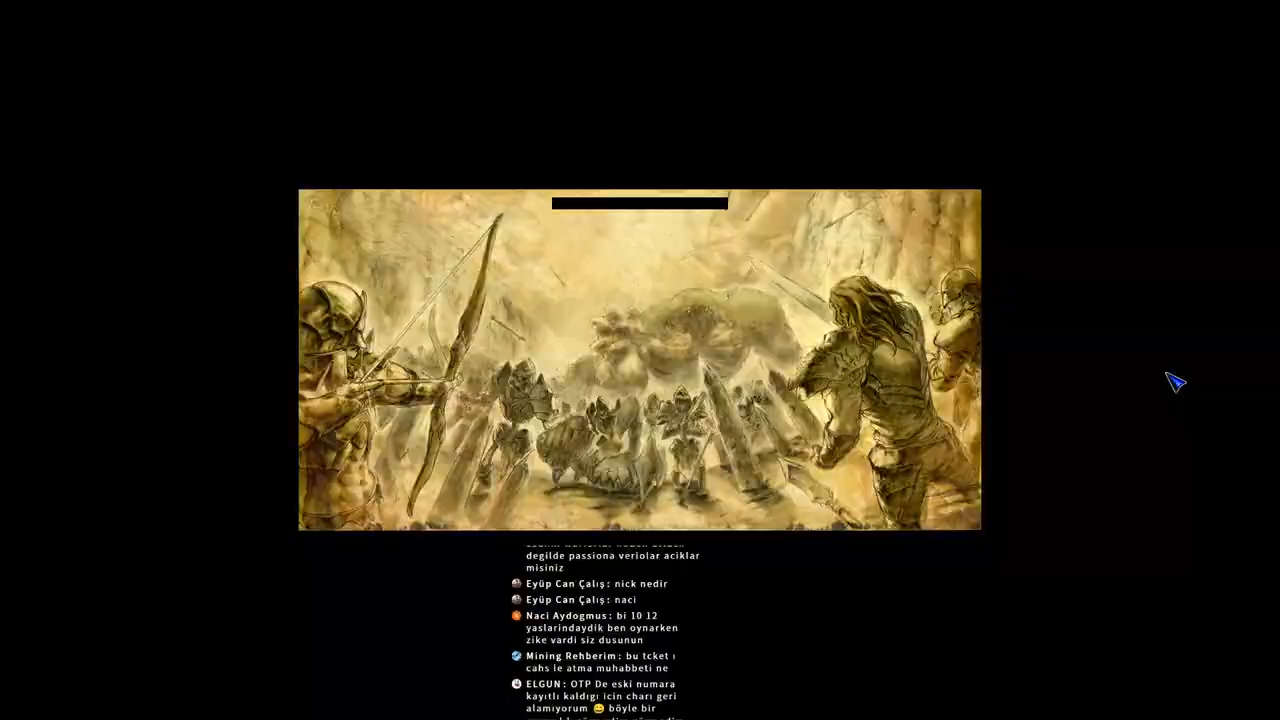 degilde passiona veriolar aciklar
misiniz
Eyüp Can Çalış: nick nedir
Eyüp Can Çalış: naci
Naci Aydogmus: bi 10 12
yaslarindaydik ben oynarken
zike vardi siz dusunun
Mining Rehberim: bu tcket ı
cahs le atma muhabbeti ne
ELGUN: OTP De eski numara
kayıtlı kaldıgı icin charı geri
alamıyorum 😄 böyle bir